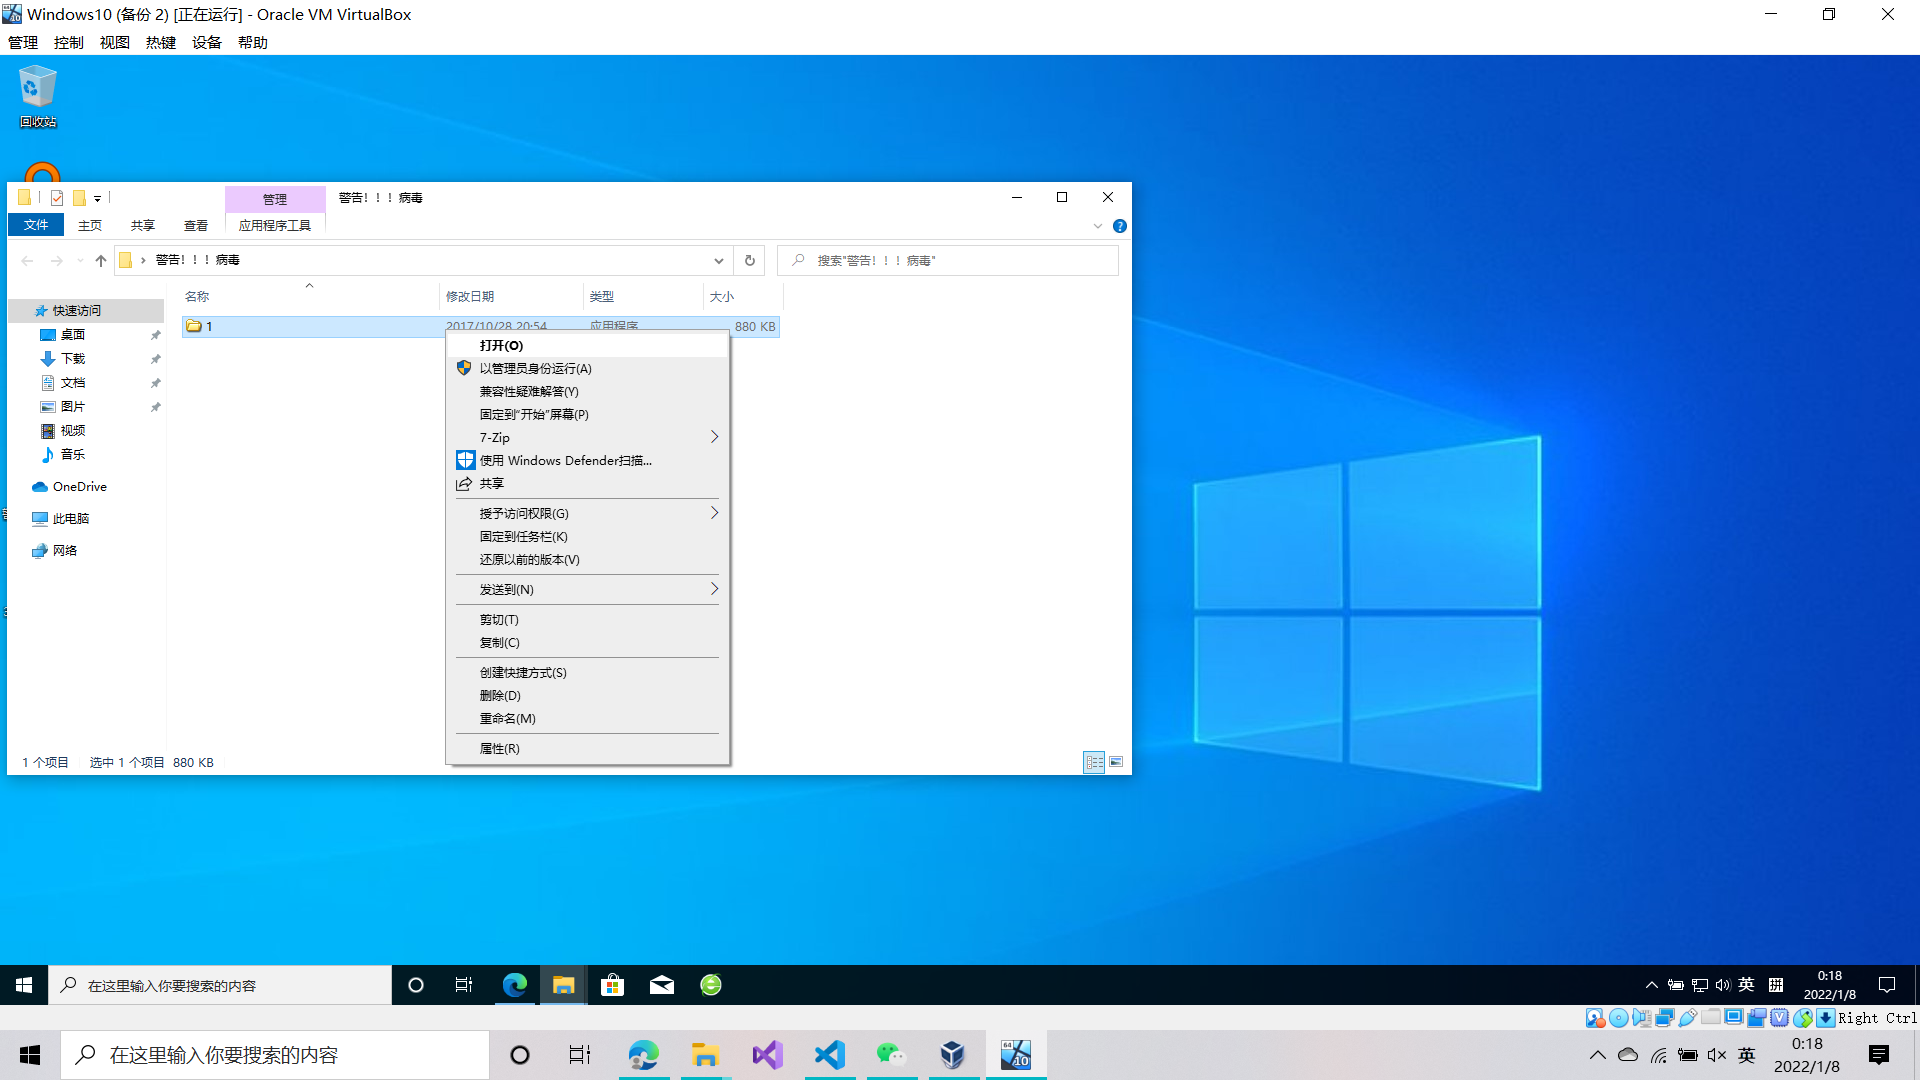 Windows10 (备份 2) [正在运行] - Oracle VM VirtualBox
管理 控制 视图 热键 设备 帮助
回收站
管理 警告！！！病毒
文件 主页 共享 查看 应用程序工具
警告！！！病毒
搜索"警告！！！病毒"
名称 修改日期 类型 大小
1 2017/10/28 20:54 应用程序 880 KB
快速访问
桌面
下载
文档
图片
视频
音乐
OneDrive
此电脑
网络
打开(O)
以管理员身份运行(A)
兼容性疑难解答(Y)
固定到"开始"屏幕(P)
7-Zip
使用 Windows Defender扫描...
共享
授予访问权限(G)
固定到任务栏(K)
还原以前的版本(V)
发送到(N)
剪切(T)
复制(C)
创建快捷方式(S)
删除(D)
重命名(M)
属性(R)
1 个项目 选中 1 个项目 880 KB
在这里输入你要搜索的内容
英 拼 0:18
2022/1/8
Right Ctrl
在这里输入你要搜索的内容
64
10
英 0:18
2022/1/8